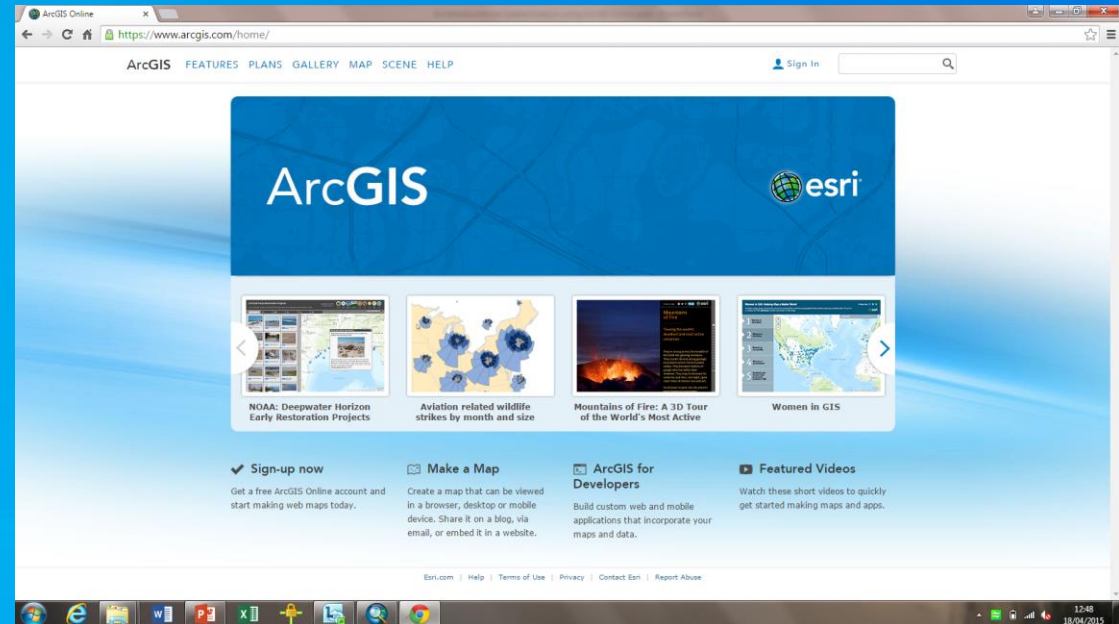 ArcGIS Online
https://www.arcgis.com/home/
ArcGIS FEATURES PLANS GALLERY MAP SCENE HELP Sign In
ArcGIS esri
Mountains
of Fire
NOAA: Deepwater Horizon
Early Restoration Projects
Aviation related wildlife
strikes by month and size
Mountains of Fire: A 3D Tour
of the World's Most Active
Women in GIS
Sign-up now
Get a free ArcGIS Online account and
start making web maps today.
Make a Map
Create a map that can be viewed
in a browser, desktop or mobile
device. Share it on a blog, via
email, or embed it in a website.
ArcGIS for
Developers
Build custom web and mobile
applications that incorporate your
maps and data.
Featured Videos
Watch these short videos to quickly
get started making maps and apps.
Esri.com | Help | Terms of Use | Privacy | Contact Esri | Report Abuse
12:48
18/04/2015